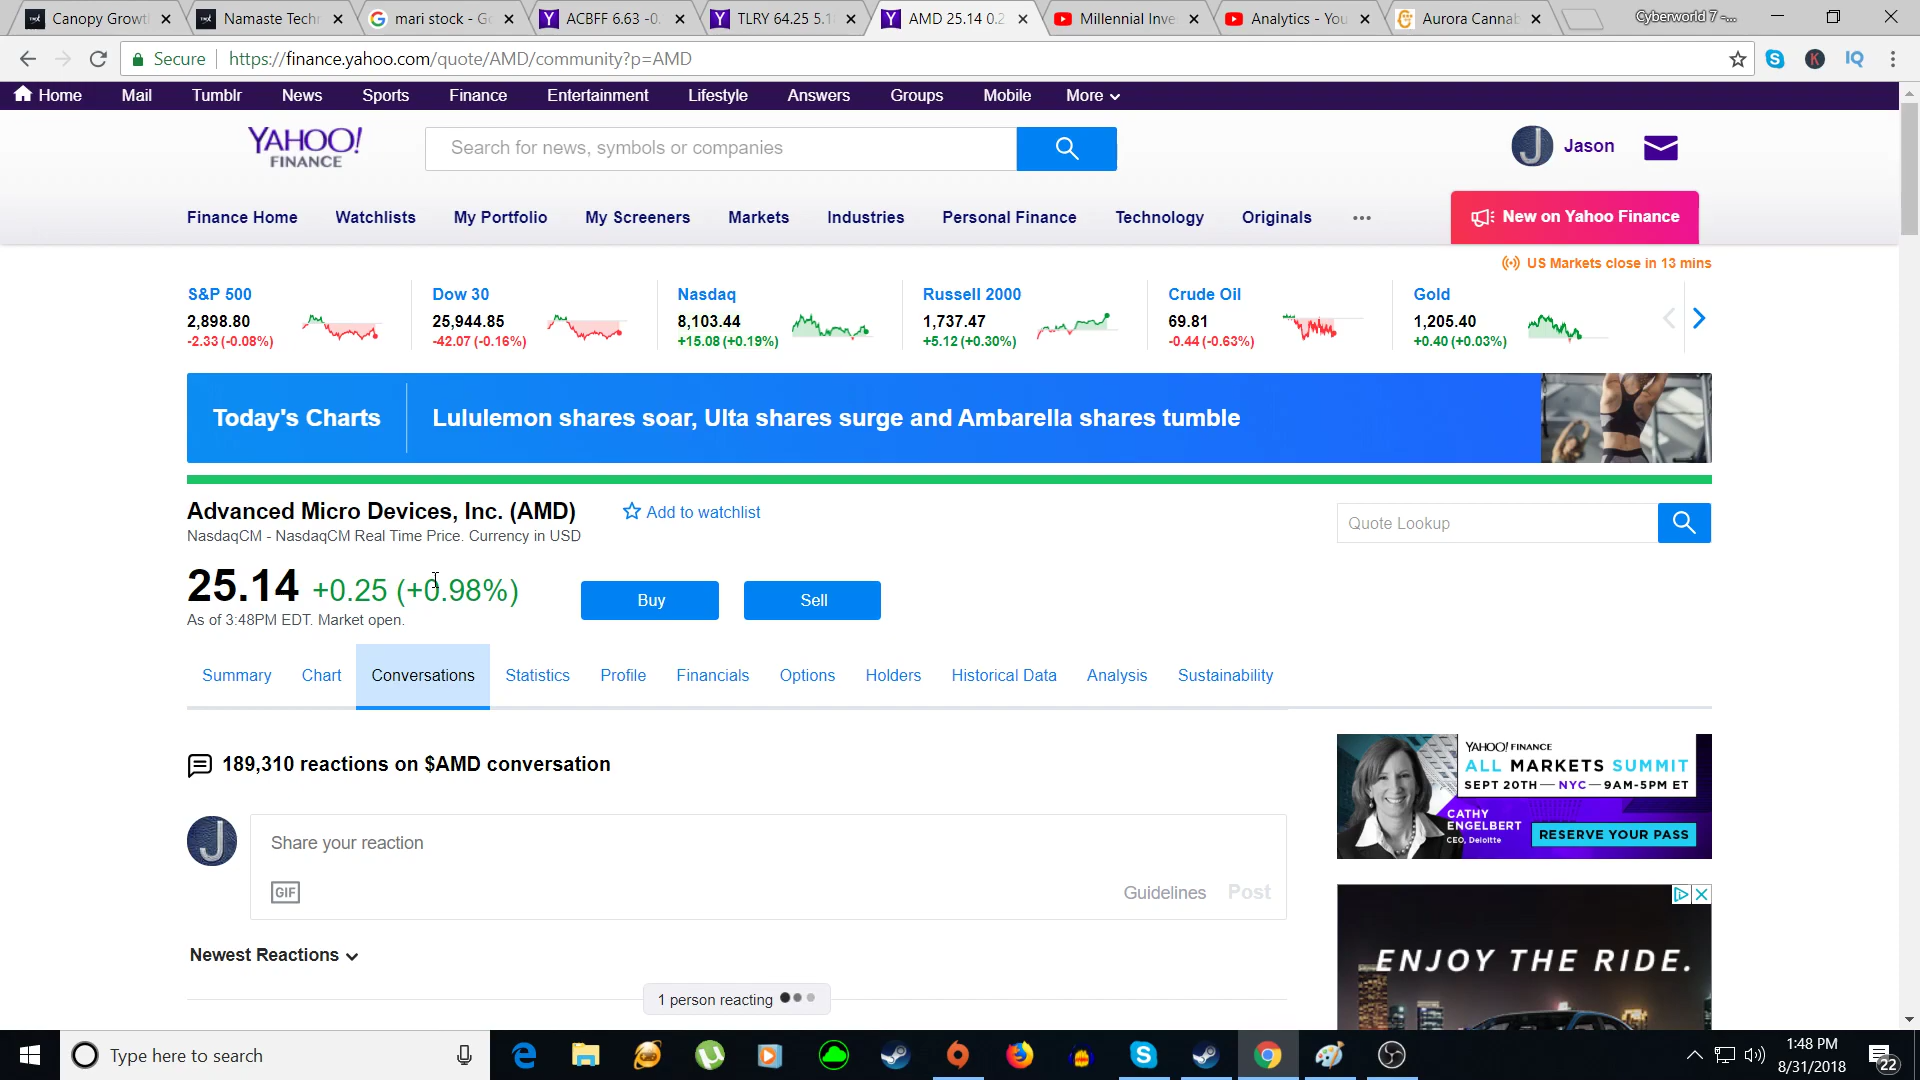 Canopy Growt
Namaste Techn
mari stock - Go
ACBFF 6.63 -0.
TLRY 64.25 5.1
AMD 25.14 0.2
Millennial Inve
Analytics - You
Aurora Cannab
Cyberworld 7 -...
Secure
https://finance.yahoo.com/quote/AMD/community?p=AMD
S K IQ
Home Mail Tumblr News Sports Finance Entertainment Lifestyle Answers Groups Mobile More
YAHOO!
FINANCE
Search for news, symbols or companies
J Jason
Finance Home Watchlists My Portfolio My Screeners Markets Industries Personal Finance Technology Originals ···
New on Yahoo Finance
US Markets close in 13 mins
S&P 500
2,898.80
-2.33 (-0.08%)
Dow 30
25,944.85
-42.07 (-0.16%)
Nasdaq
8,103.44
+15.08 (+0.19%)
Russell 2000
1,737.47
+5.12 (+0.30%)
Crude Oil
69.81
-0.44 (-0.63%)
Gold
1,205.40
+0.40 (+0.03%)
Today's Charts
Lululemon shares soar, Ulta shares surge and Ambarella shares tumble
Advanced Micro Devices, Inc. (AMD)
Add to watchlist
NasdaqCM - NasdaqCM Real Time Price. Currency in USD
Quote Lookup
25.14 +0.25 (+0.98%)
As of 3:48PM EDT. Market open.
Buy
Sell
Summary Chart Conversations Statistics Profile Financials Options Holders Historical Data Analysis Sustainability
189,310 reactions on $AMD conversation
J
Share your reaction
GIF
Guidelines Post
Newest Reactions
1 person reacting
YAHOO! FINANCE
ALL MARKETS SUMMIT
SEPT 20TH — NYC — 9AM-5PM ET
CATHY
ENGELBERT
CEO, Deloitte
RESERVE YOUR PASS
ENJOY THE RIDE.
Type here to search
1:48 PM
8/31/2018
22